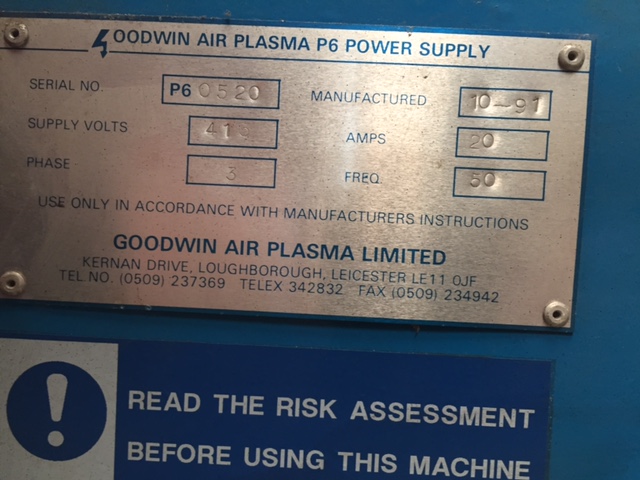 GOODWIN AIR PLASMA P6 POWER SUPPLY
SERIAL NO. P6 0520 MANUFACTURED 10-91
SUPPLY VOLTS 41 AMPS 20
PHASE 3 FREQ. 50
USE ONLY IN ACCORDANCE WITH MANUFACTURERS INSTRUCTIONS
GOODWIN AIR PLASMA LIMITED
KERNAN DRIVE, LOUGHBOROUGH, LEICESTER LE11 0JF
TEL NO. (0509) 237369 TELEX 342832 FAX (0509) 234942
!
READ THE RISK ASSESSMENT
BEFORE USING THIS MACHINE